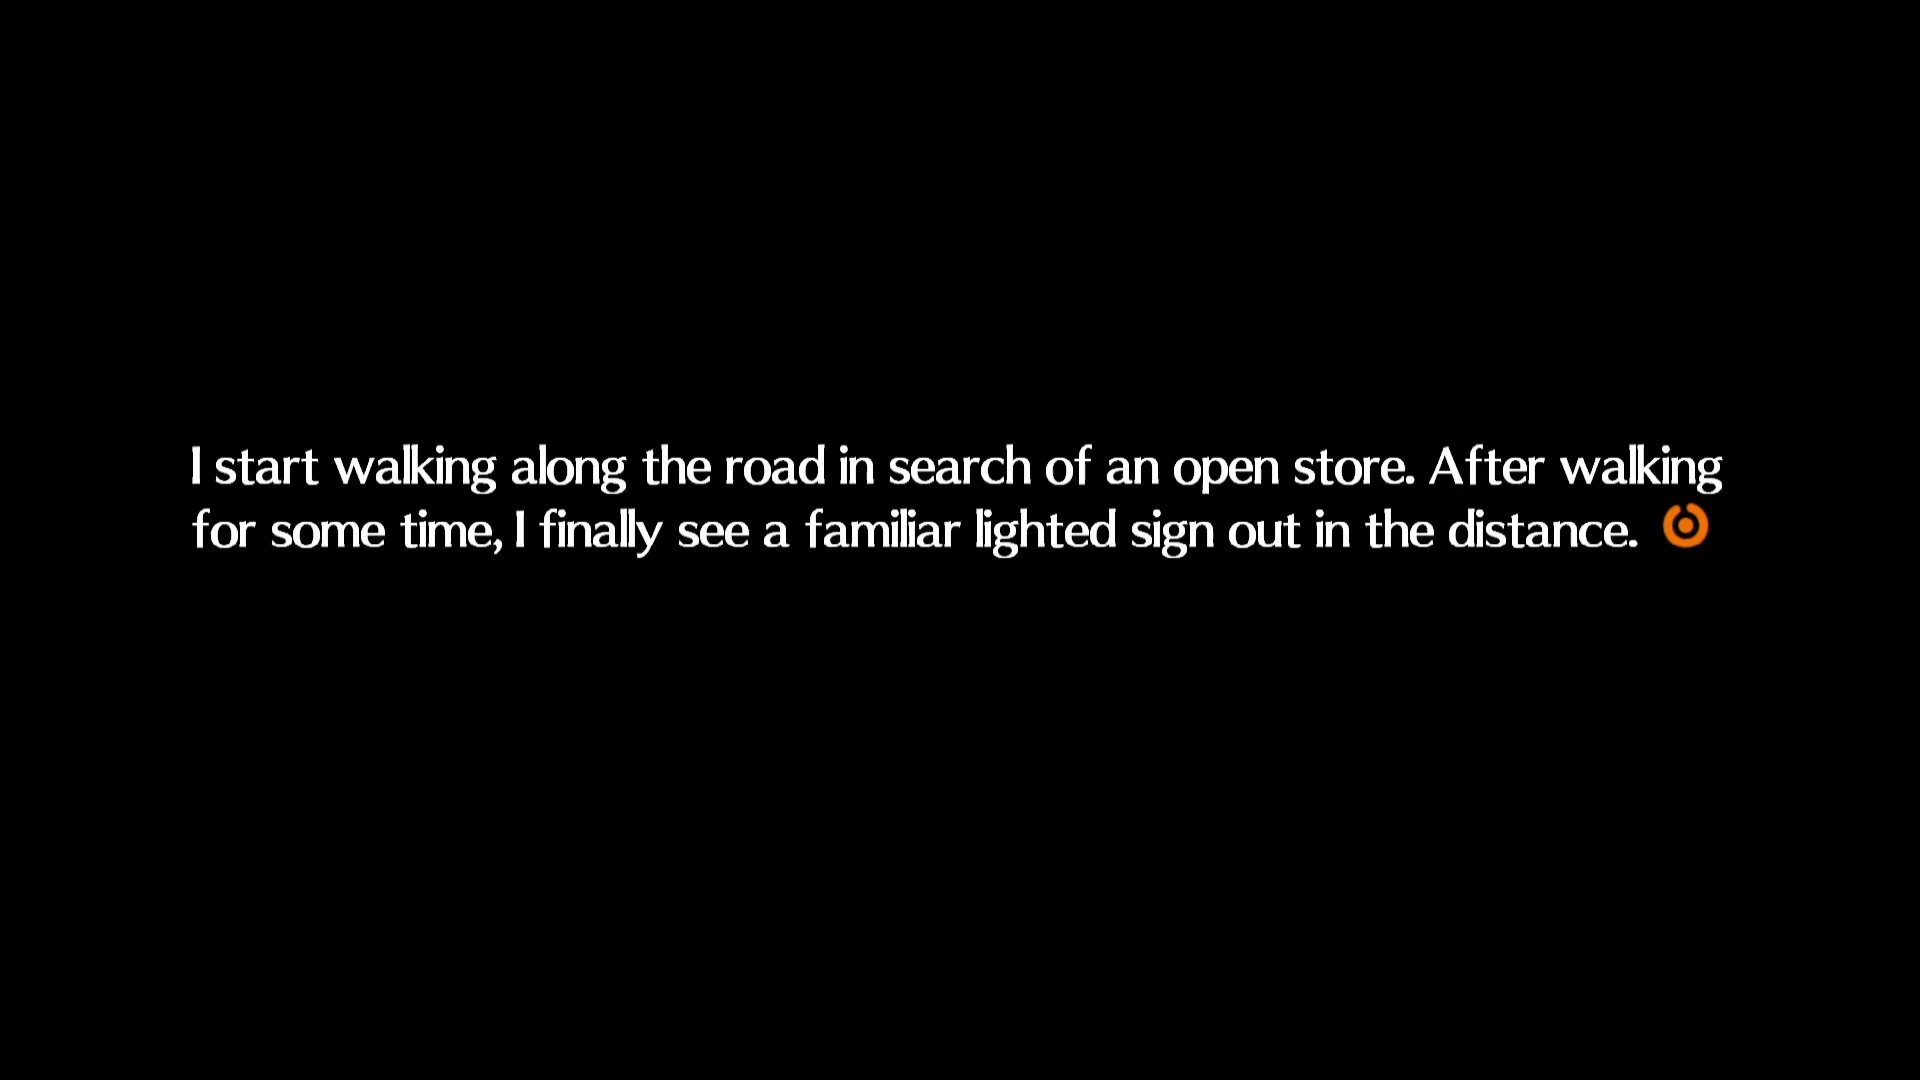 I start walking along the road in search of an open store. After walking
for some time, I finally see a familiar lighted sign out in the distance.